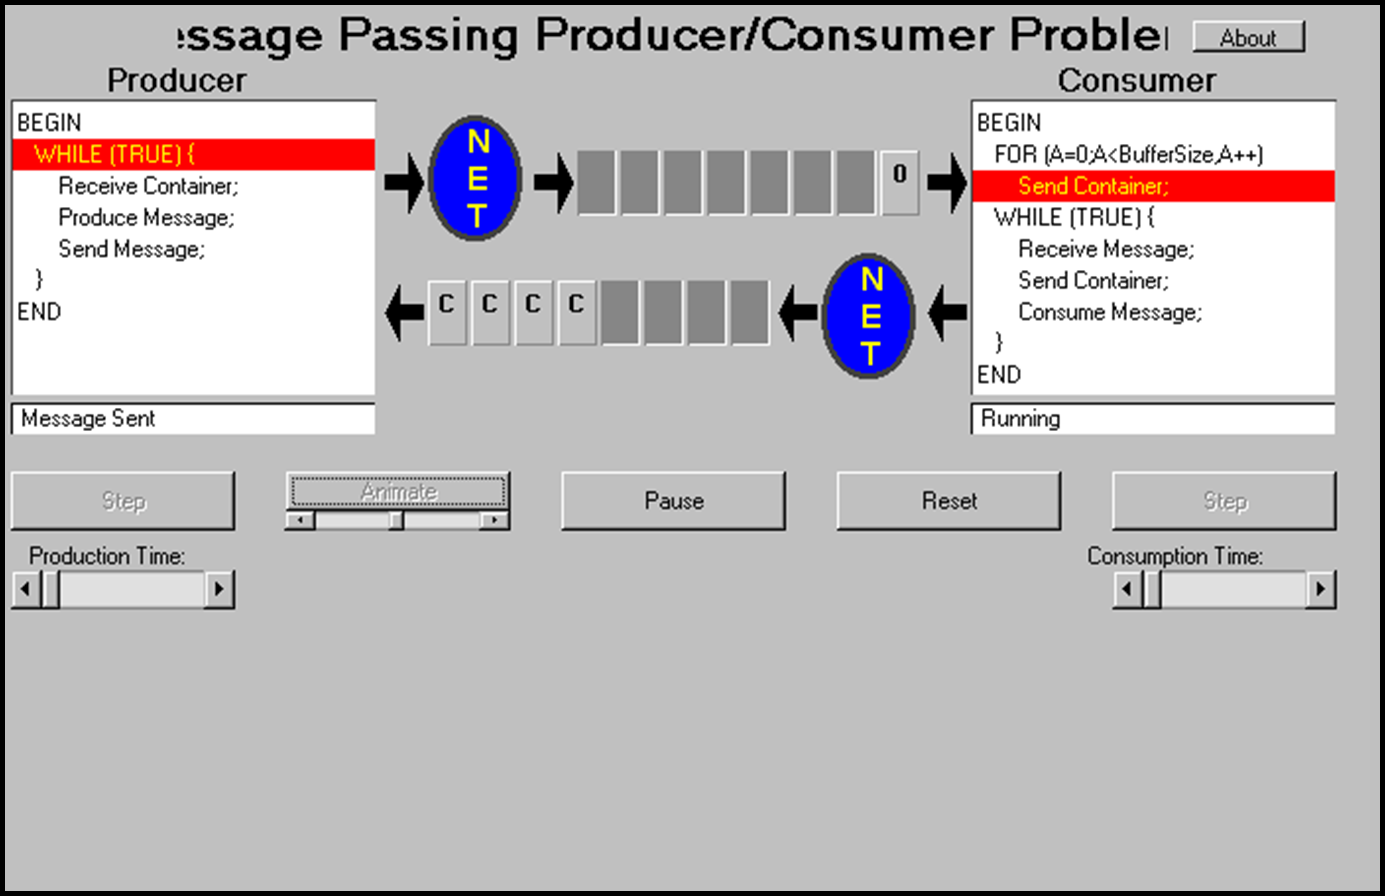 ssage Passing Producer/Consumer Proble
About
Producer
Consumer
BEGIN
WHILE (TRUE) {
Receive Container;
Produce Message;
Send Message;
}
END
Message Sent
NET
0
C C C C
NET
BEGIN
FOR (A=0;A<BufferSize,A++)
Send Container;
WHILE (TRUE) {
Receive Message;
Send Container;
Consume Message;
}
END
Running
Step
Animate
Pause
Reset
Step
Production Time:
Consumption Time: